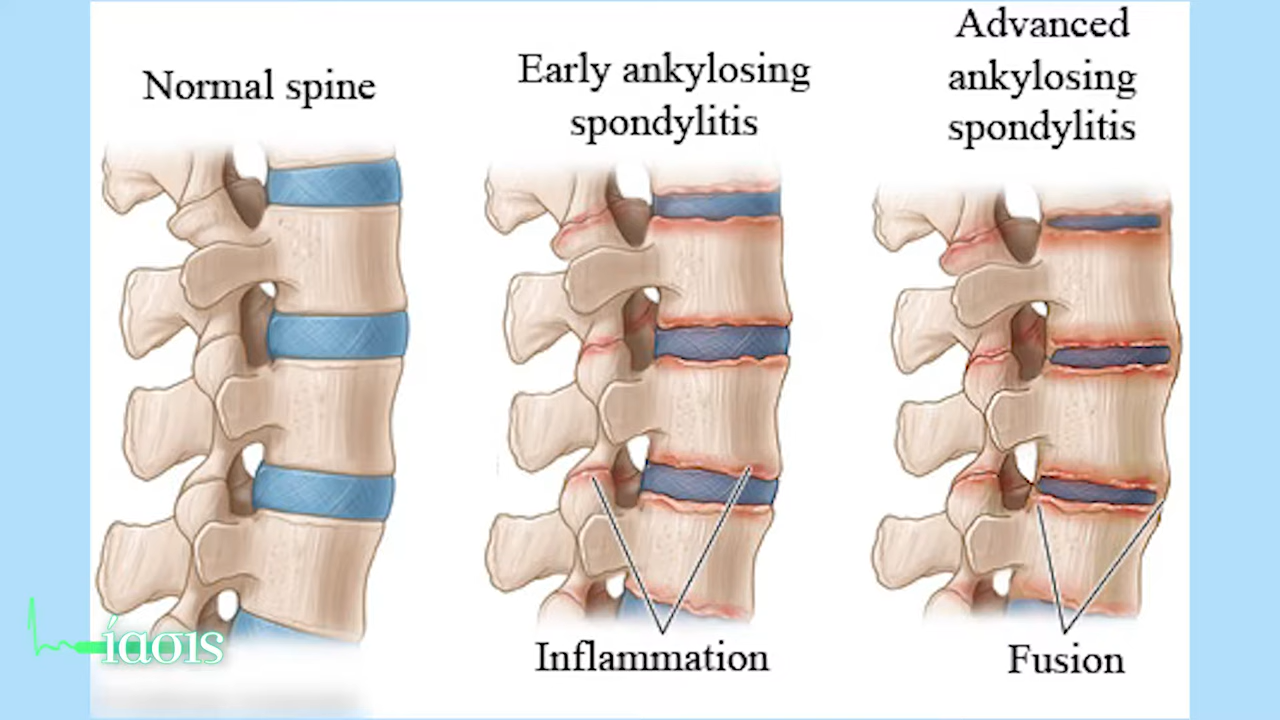 Normal spine
Early ankylosing
spondylitis
Advanced
ankylosing
spondylitis
Inflammation
Fusion
ίασις